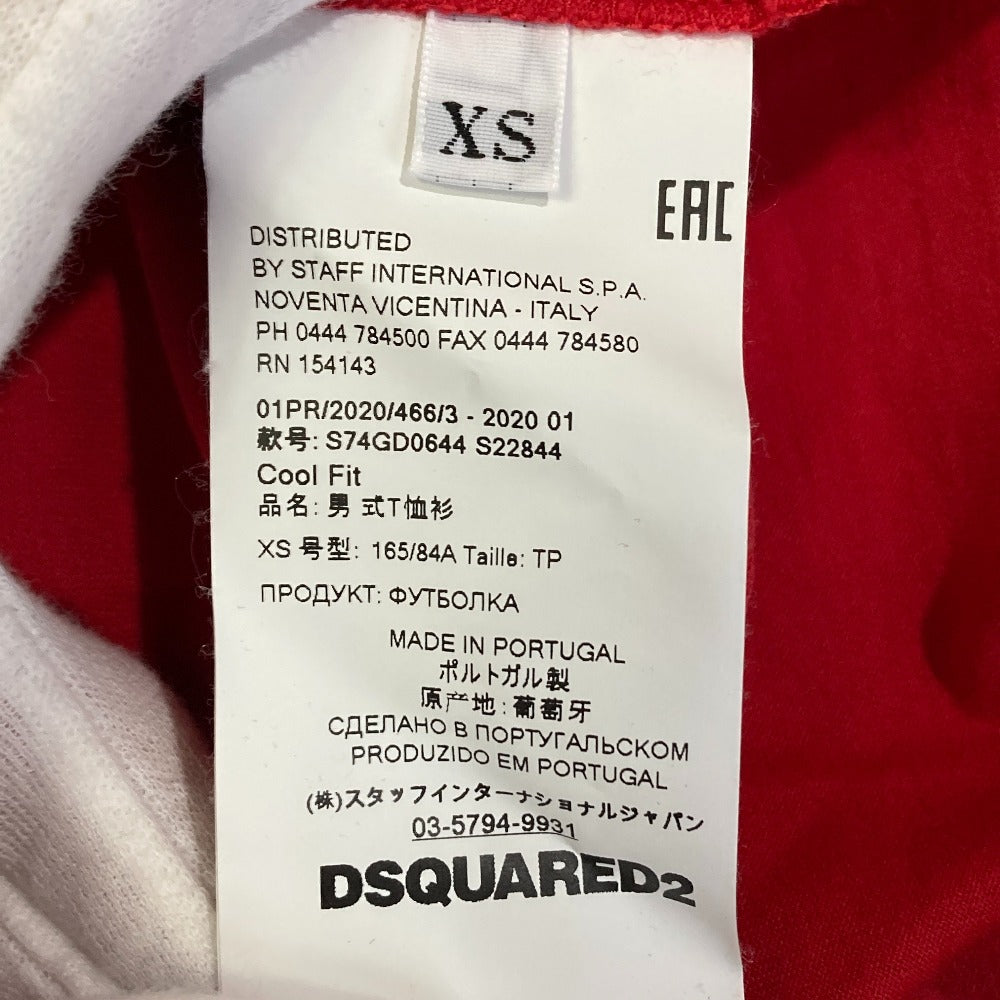 XS
EAC
DISTRIBUTED
BY STAFF INTERNATIONAL S.P.A.
NOVENTA VICENTINA - ITALY
PH 0444 784500 FAX 0444 784580
RN 154143
01PR/2020/466/3 - 2020 01
款号: S74GD0644 S22844
Cool Fit
品名: 男 式T恤衫
XS 号型: 165/84A Taille: TP
ПРОДУКТ: ФУТБОЛКА
MADE IN PORTUGAL
ポルトガル製
原产地: 葡萄牙
СДЕЛАНО В ПОРТУГАЛЬСКОМ
PRODUZIDO EM PORTUGAL
(株)スタッフインターナショナルジャパン
03-5794-9931
DSQUARED2